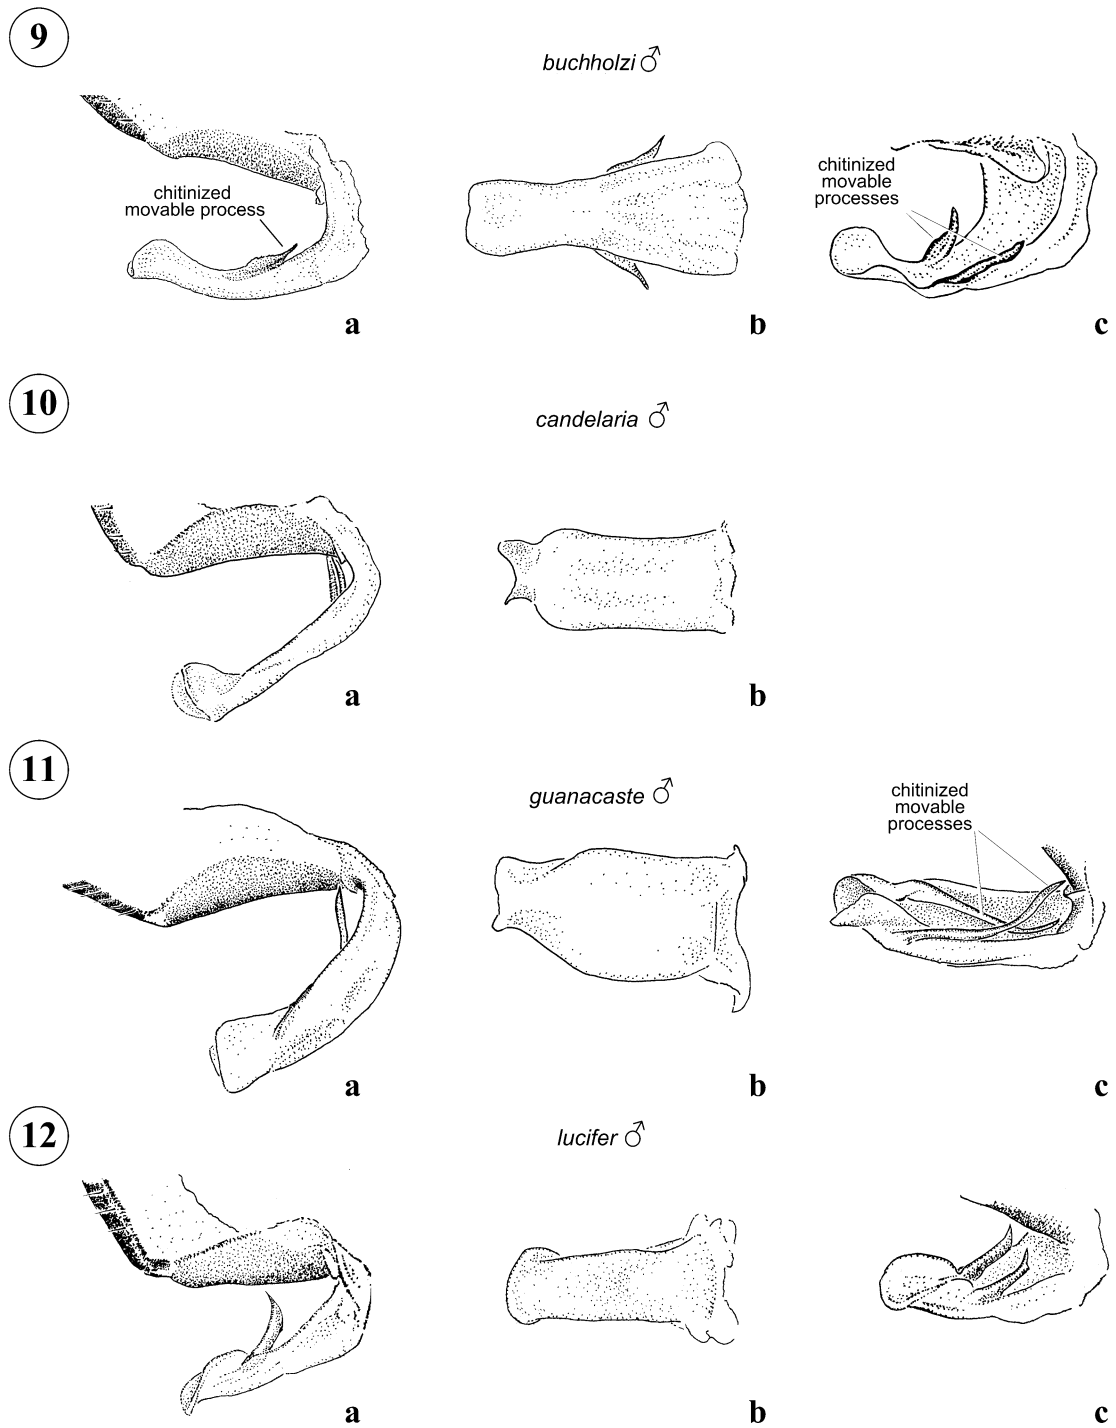 9
buchholzi ♂
chitinized
movable process
chitinized
movable
processes
a
b
c
10
candelaria ♂
a
b
11
guanacaste ♂
chitinized
movable
processes
a
b
c
12
lucifer ♂
a
b
c